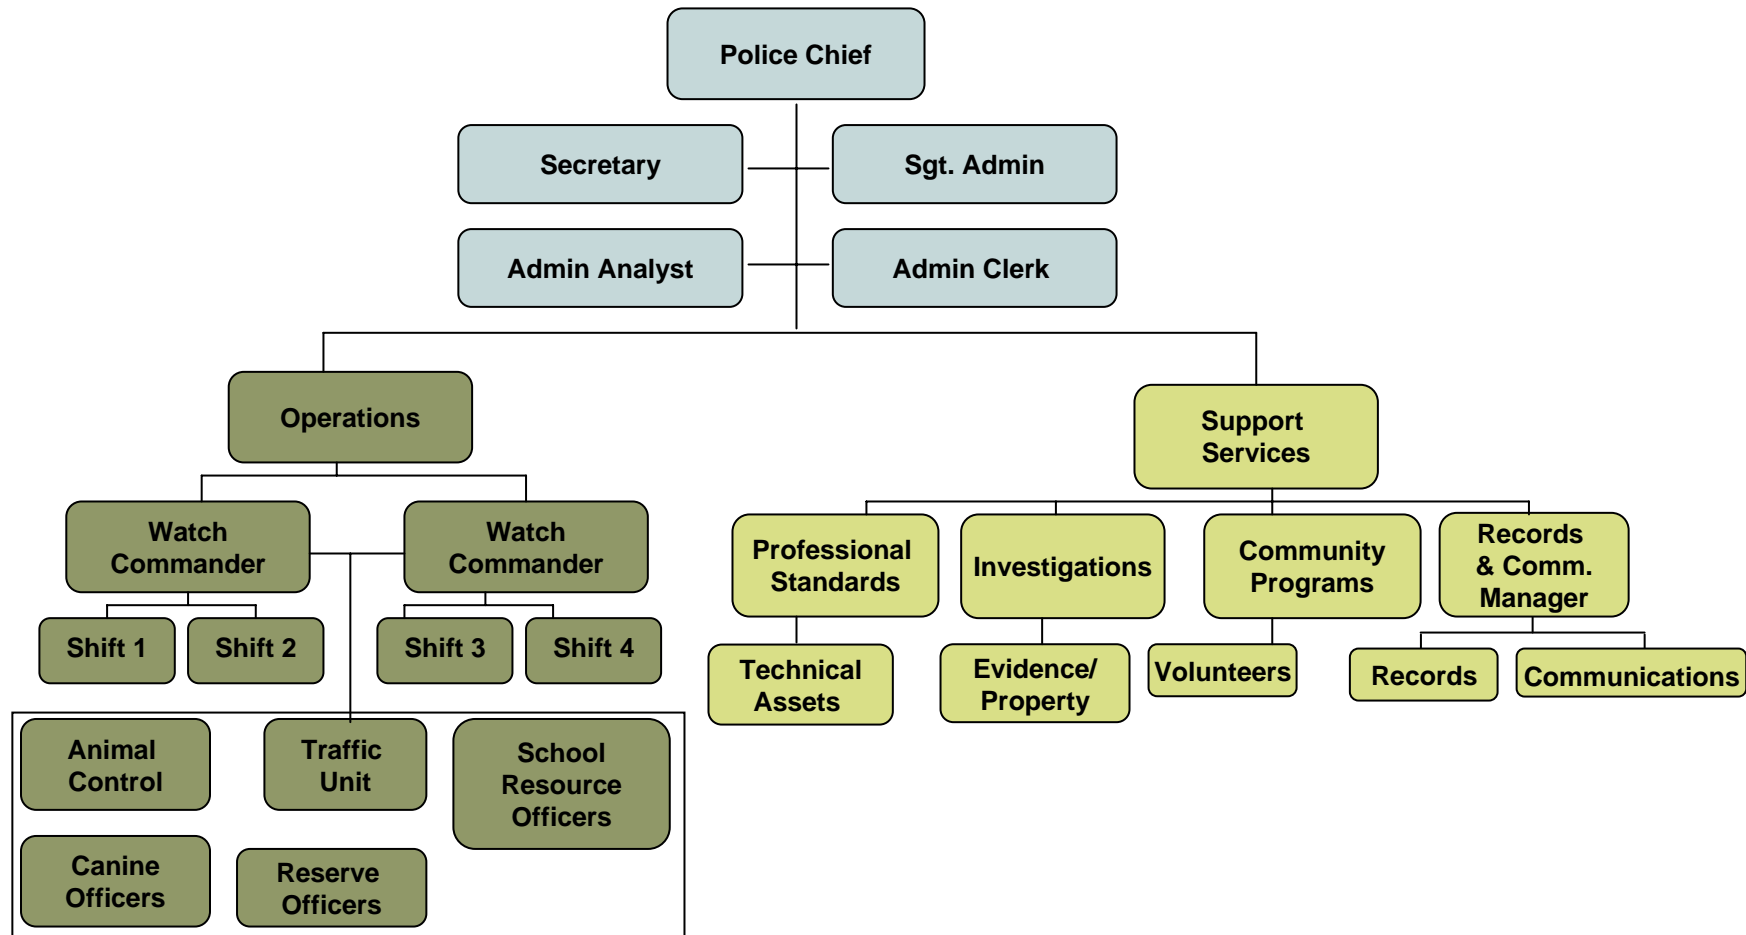 Police Chief
Secretary
Sgt. Admin
Admin Analyst
Admin Clerk
Operations
Support
Services
Watch
Commander
Watch
Commander
Shift 1
Shift 2
Shift 3
Shift 4
Animal
Control
Traffic
Unit
School
Resource
Officers
Canine
Officers
Reserve
Officers
Professional
Standards
Investigations
Community
Programs
Records
& Comm.
Manager
Technical
Assets
Evidence/
Property
Volunteers
Records
Communications